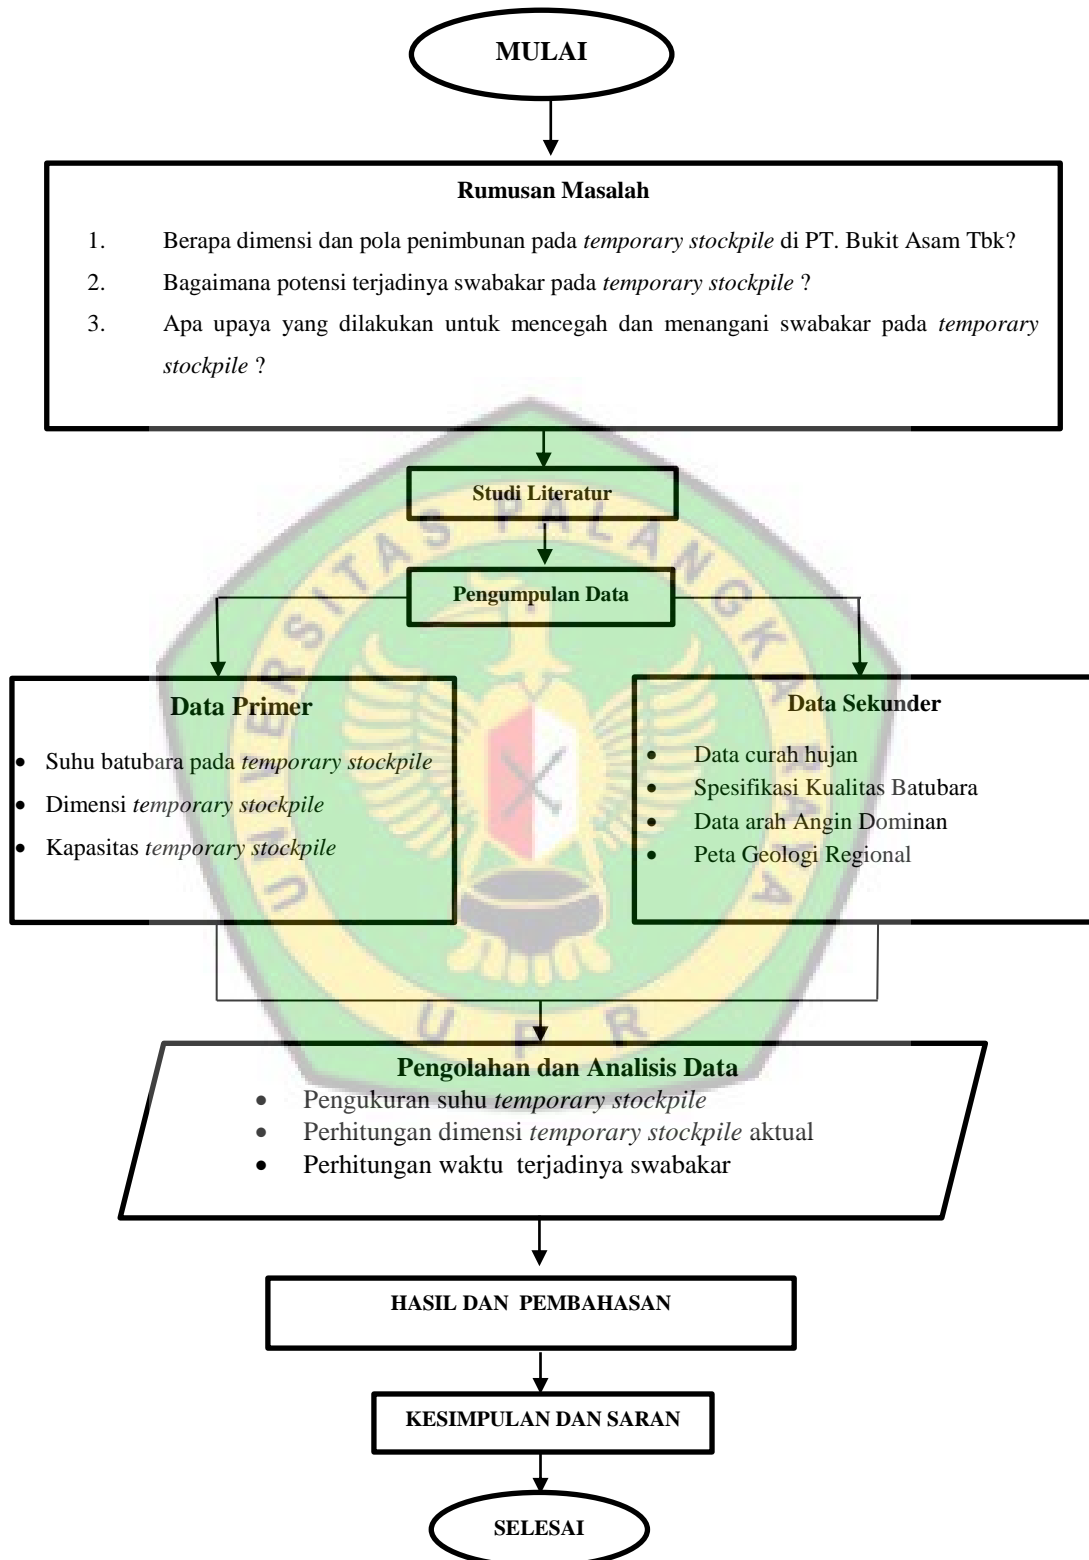 MULAI
Rumusan Masalah
1. Berapa dimensi dan pola penimbunan pada temporary stockpile di PT. Bukit Asam Tbk?
2. Bagaimana potensi terjadinya swabakar pada temporary stockpile ?
3. Apa upaya yang dilakukan untuk mencegah dan menangani swabakar pada temporary
stockpile ?
Studi Literatur
Pengumpulan Data
Data Primer
• Suhu batubara pada temporary stockpile
• Dimensi temporary stockpile
• Kapasitas temporary stockpile
Data Sekunder
• Data curah hujan
• Spesifikasi Kualitas Batubara
• Data arah Angin Dominan
• Peta Geologi Regional
UNIVERSITAS PALANGKA RAYA
UPR
Pengolahan dan Analisis Data
• Pengukuran suhu temporary stockpile
• Perhitungan dimensi temporary stockpile aktual
• Perhitungan waktu terjadinya swabakar
HASIL DAN PEMBAHASAN
KESIMPULAN DAN SARAN
SELESAI